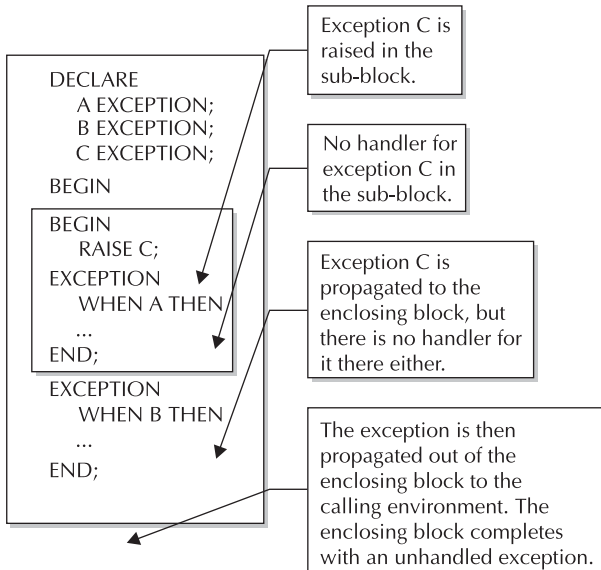 DECLARE
A EXCEPTION;
B EXCEPTION;
C EXCEPTION;
BEGIN
BEGIN
RAISE C;
EXCEPTION
WHEN A THEN
...
END;
EXCEPTION
WHEN B THEN
...
END;
Exception C is
raised in the
sub-block.
No handler for
exception C in
the sub-block.
Exception C is
propagated to the
enclosing block, but
there is no handler for
it there either.
The exception is then
propagated out of the
enclosing block to the
calling environment. The
enclosing block completes
with an unhandled exception.